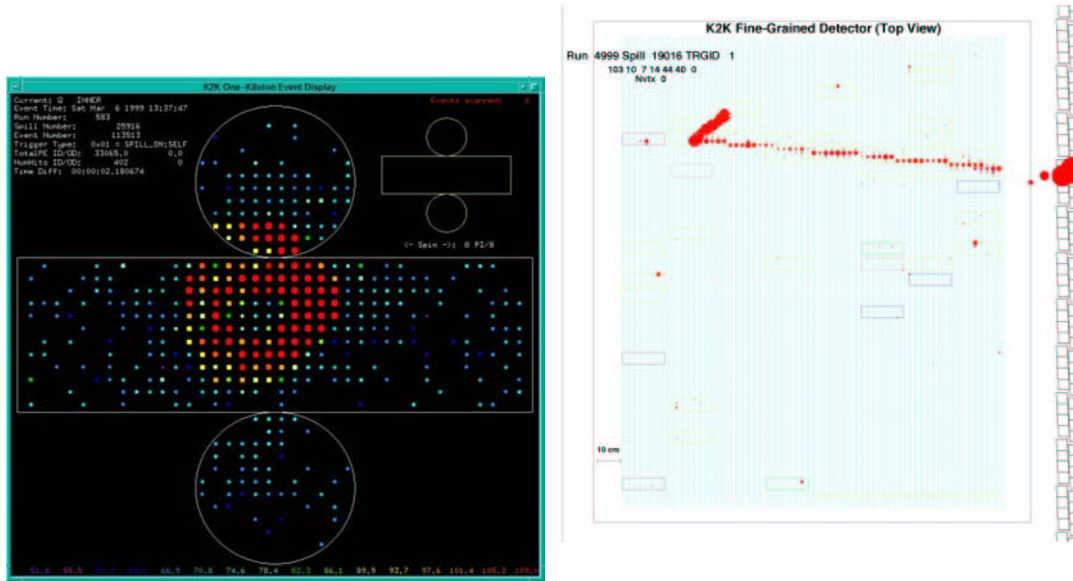 K2K One-Kiloton Event Display
Current: Q INNER
Event Time: Sat Mar 6 1999 13:37:47
Run Number: 583
Spill Number: 25916
Event Number: 113513
Trigger Type: 0x01 = SPILL_ON:SELF
TotalPE ID/OD: 33065.0 0.0
NumHits ID/OD: 402 0
Time Diff: 00:00:02.180674
Events scanned:
(- Spin -): 0 PI/8
51.6 66.9 70.8 74.6 78.4 82.3 86.1 89.9 93.7 97.6 101.4 105.2
K2K Fine-Grained Detector (Top View)
Run 4999 Spill 19016 TRGID 1
103 10 7 14 44 40 0
Nvtx 0
10 cm